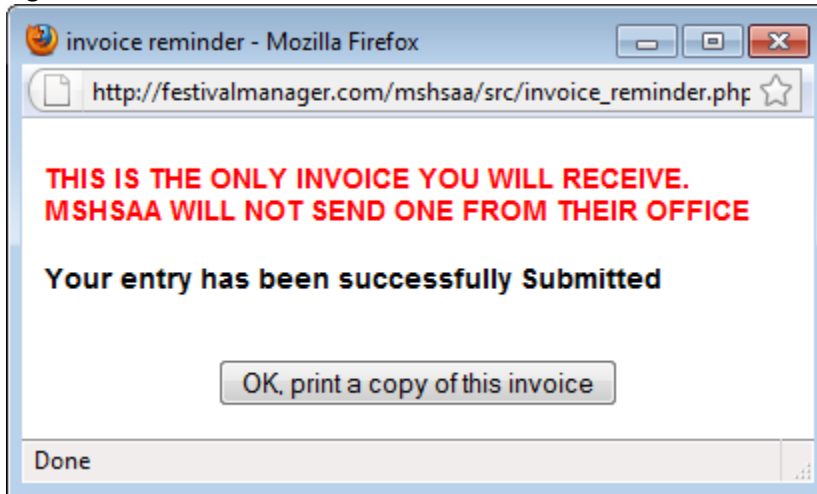 invoice reminder - Mozilla Firefox
http://festivalmanager.com/mshsaa/src/invoice_reminder.php
THIS IS THE ONLY INVOICE YOU WILL RECEIVE.
MSHSAA WILL NOT SEND ONE FROM THEIR OFFICE
Your entry has been successfully Submitted
OK, print a copy of this invoice
Done